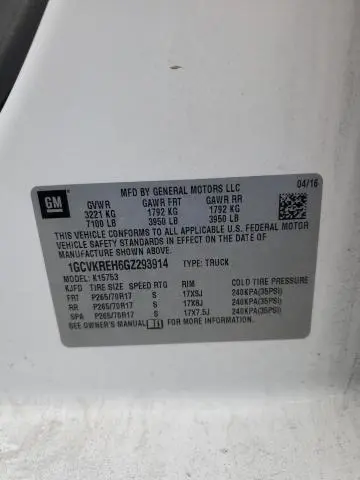 GM
MFD BY GENERAL MOTORS LLC 04/16
GVWR GAWR FRT GAWR RR
3221 KG 1792 KG 1792 KG
7100 LB 3950 LB 3950 LB
THIS VEHICLE CONFORMS TO ALL APPLICABLE U.S. FEDERAL MOTOR
VEHICLE SAFETY STANDARDS IN EFFECT ON THE DATE OF MANUFACTURE
SHOWN ABOVE.
1GCVKREH6GZ293914 TYPE: TRUCK
MODEL: K15753
KJFD TIRE SIZE SPEED RTG RIM COLD TIRE PRESSURE
FRT P265/70R17 S 17X8J 240KPA(35PSI)
RR P265/70R17 S 17X8J 240KPA(35PSI)
SPA P265/70R17 S 17X7.5J 240KPA(35PSI)
SEE OWNER'S MANUAL FOR ADDITIONAL INFORMATION.